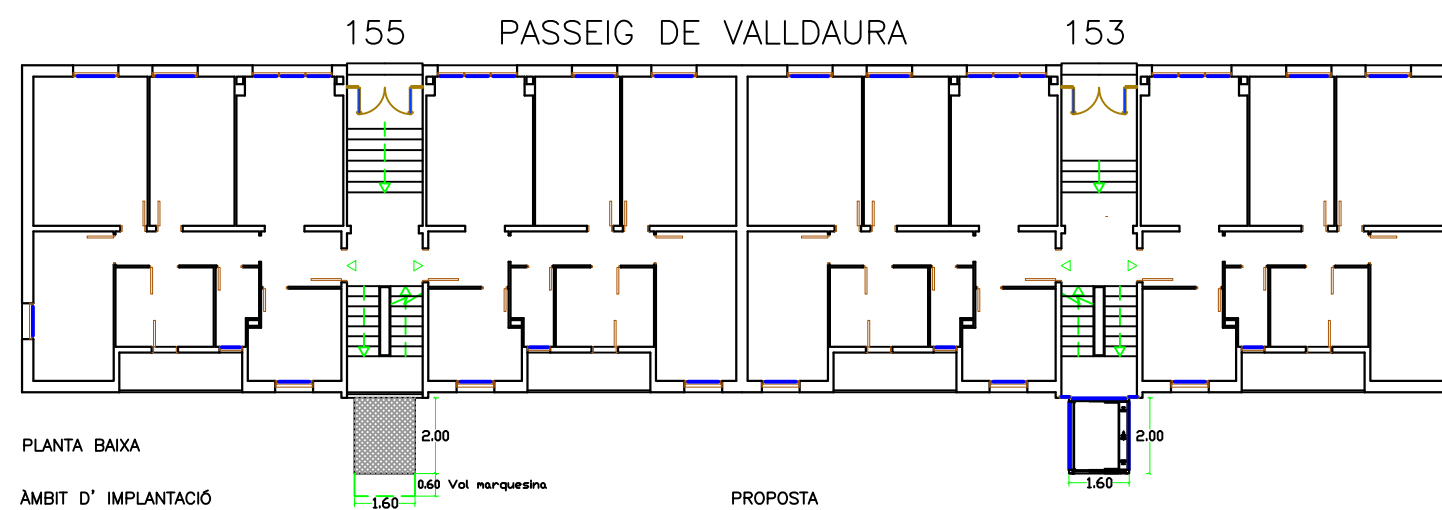 155 PASSEIG DE VALLDAURA 153
2.00 2.00
PLANTA BAIXA
0.60 Vol marquesina
1.60 1.60
ÀMBIT D' IMPLANTACIÓ PROPOSTA